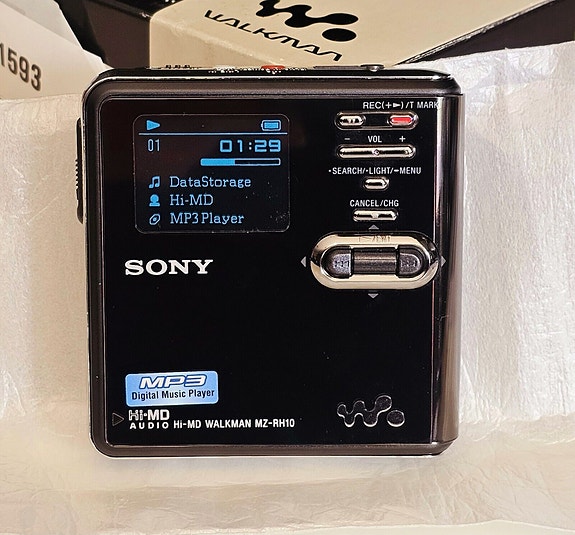 1593
WALKMAN
REC(+►)/T MARK
- VOL +
•SEARCH/•LIGHT/━MENU
CANCEL/CHG
01 01:29
DataStorage
Hi-MD
MP3 Player
SONY
MP3
Digital Music Player
Hi-MD
AUDIO Hi-MD WALKMAN MZ-RH10